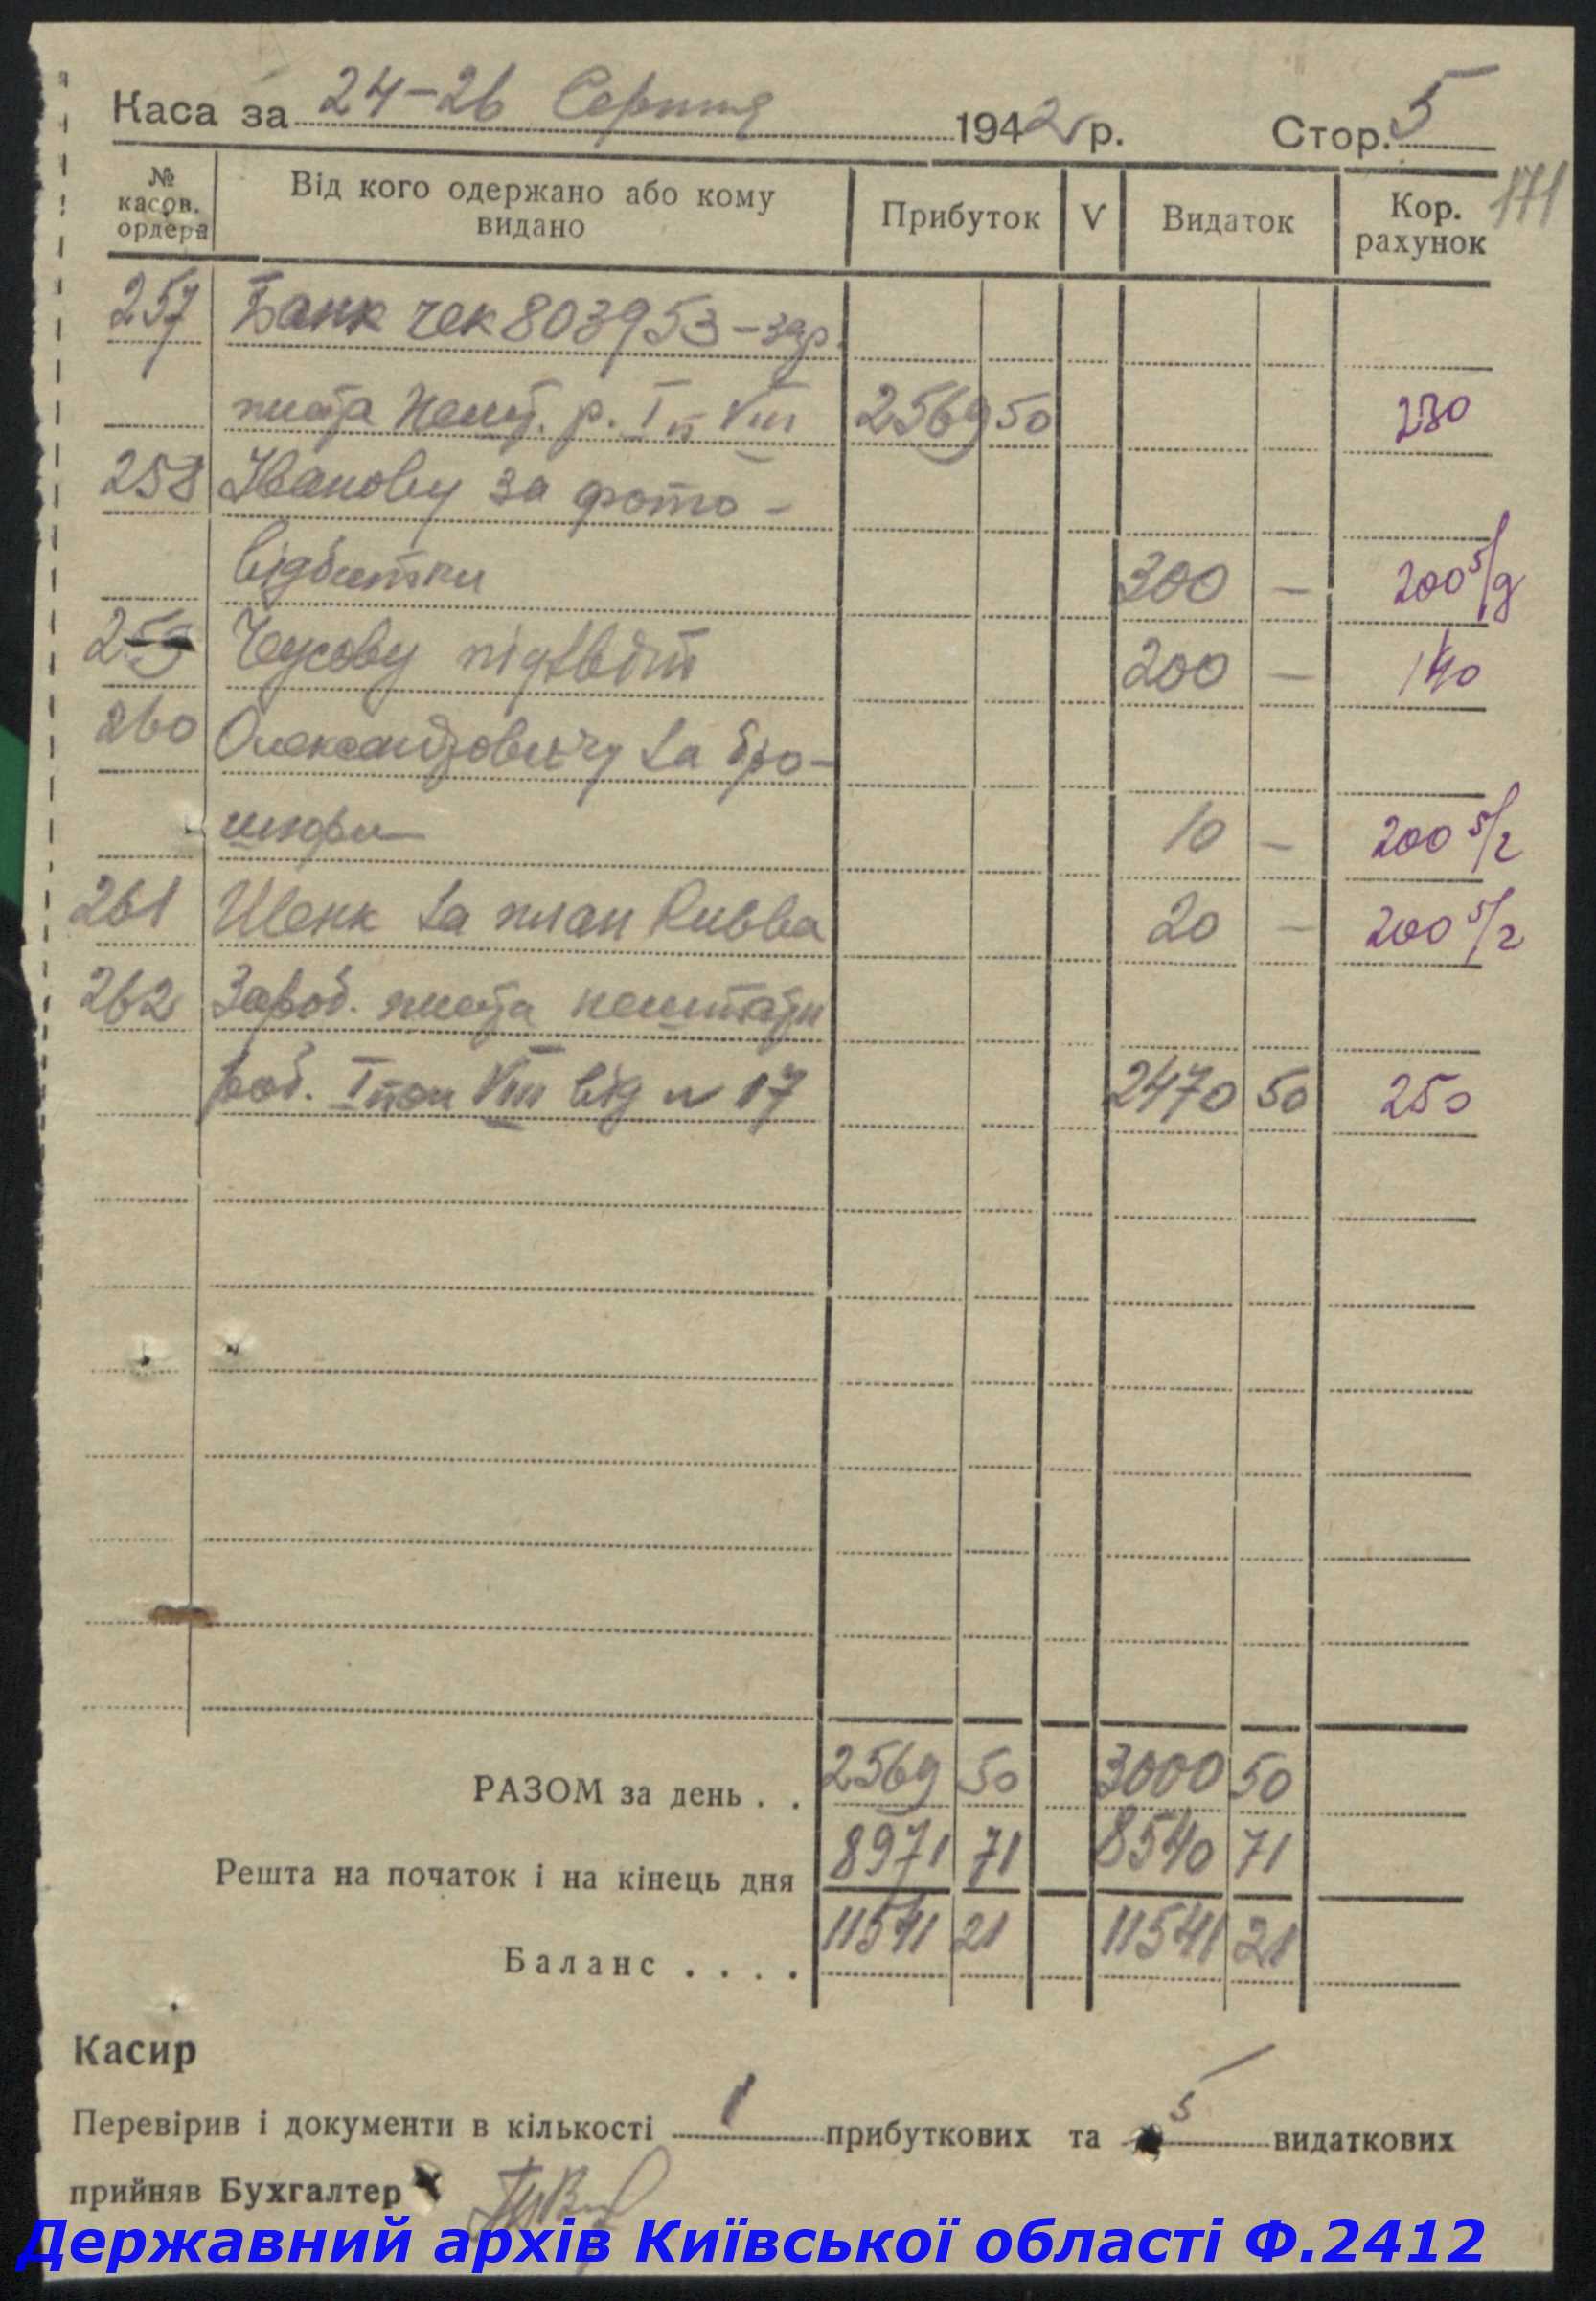 Каса за 24-26 Серпня 1942 р. Стор. 5
171
№ касов. ордера Від кого одержано або кому видано Прибуток V Видаток Кор. рахунок
257 Банк чек 803953 - зар.
плата Нешт. р. I п VIII 2569 50 230
258 Іванову за фото -
відбитки 300 — 200 5/д
259 Чусову підзвіт 200 — 140
260 Олександровичу за бро-
шюри 10 — 200 5/2
261 Шенк за план Киева 20 — 200 5/2
262 Зароб. плата нештатн
роб. I пол VIII від № 17 2470 50 250
РАЗОМ за день . . 2569 50 3000 50
Решта на початок і на кінець дня 8971 71 8540 71
Баланс . . . . 11541 21 11541 21
Касир
Перевірив і документи в кількості 1 прибуткових та 5 видаткових
прийняв Бухгалтер
Державний архів Київської області Ф.2412